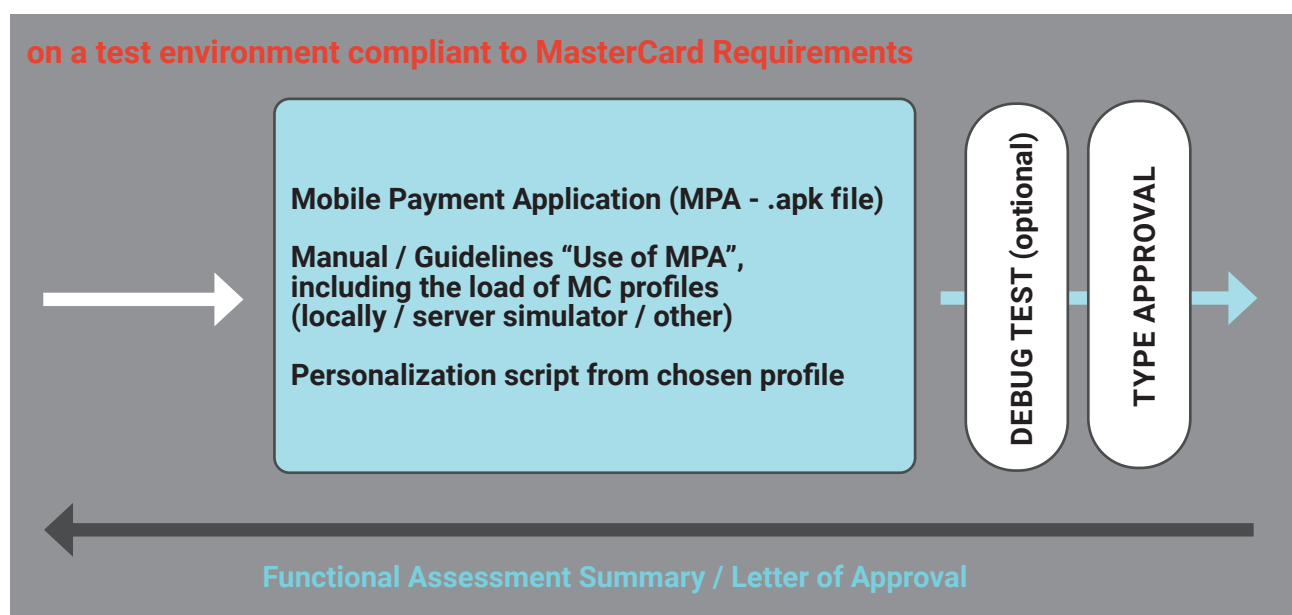 on a test environment compliant to MasterCard Requirements
Mobile Payment Application (MPA - .apk file)
Manual / Guidelines “Use of MPA”,
including the load of MC profiles
(locally / server simulator / other)
Personalization script from chosen profile
DEBUG TEST (optional)
TYPE APPROVAL
Functional Assessment Summary / Letter of Approval